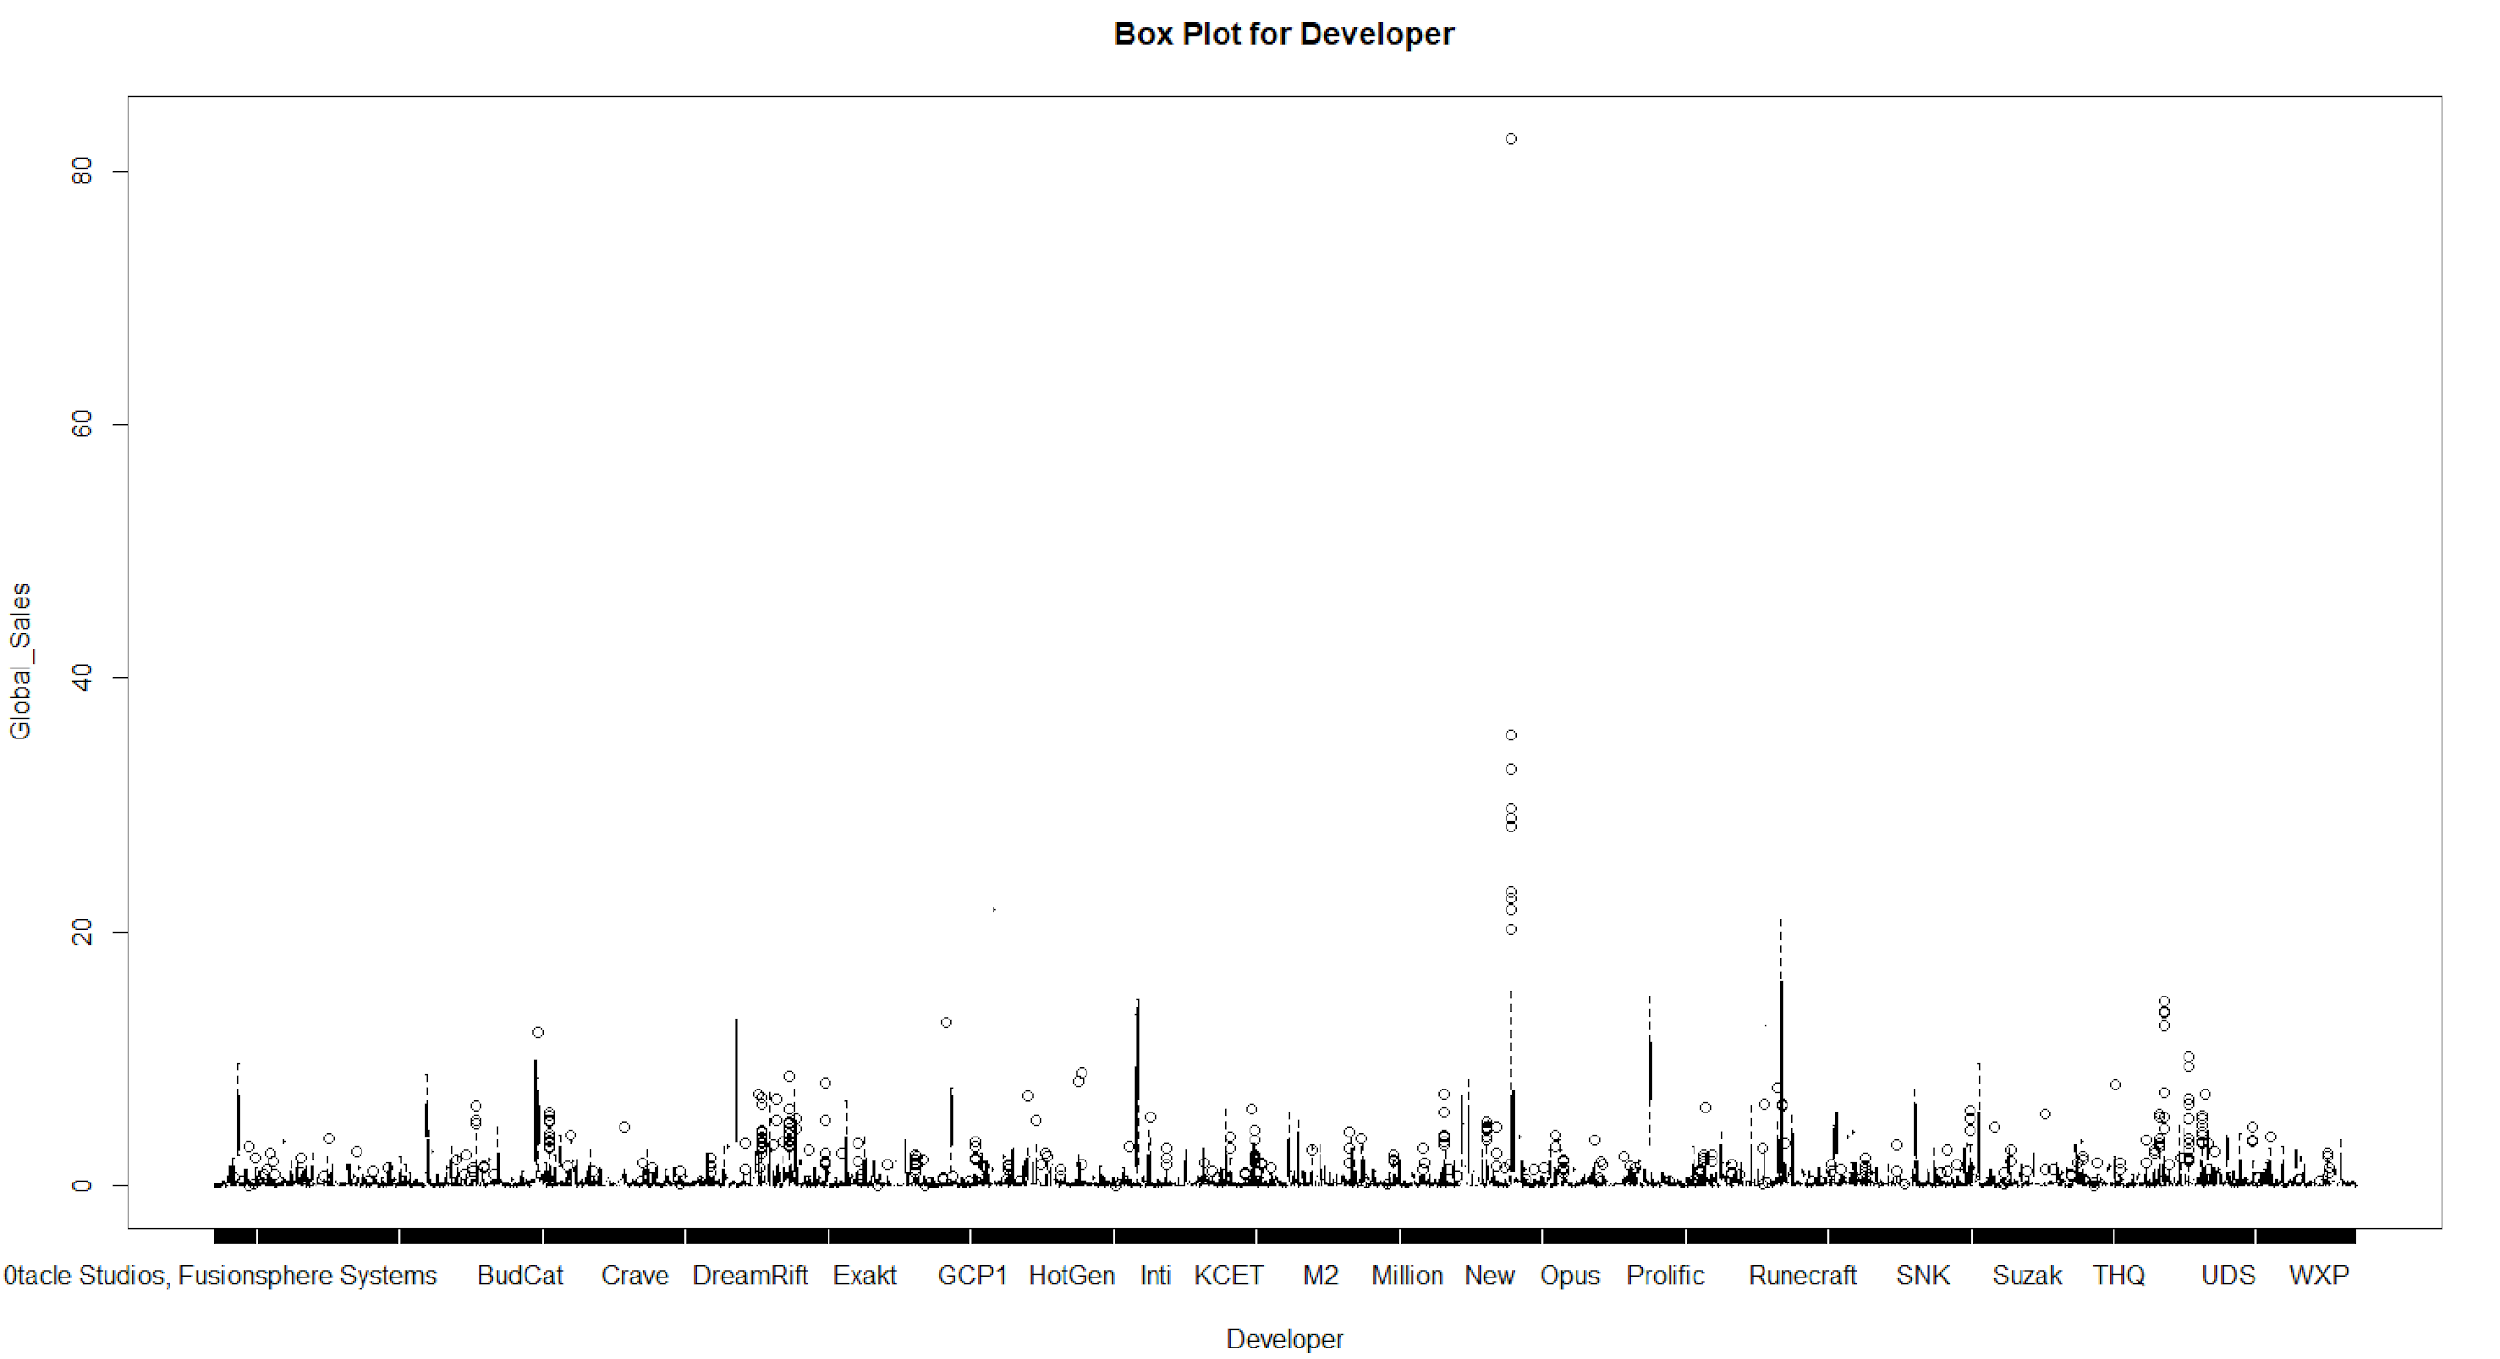 Box Plot for Developer
80
60
40
20
0
Global_Sales
0tacle Studios, Fusionsphere Systems BudCat Crave DreamRift Exakt GCP1 HotGen Inti KCET M2 Million New Opus Prolific Runecraft SNK Suzak THQ UDS WXP
Developer